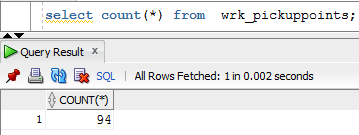 select count(*) from wrk_pickuppoints;
Query Result x
SQL | All Rows Fetched: 1 in 0.002 seconds
COUNT(*)
1 94